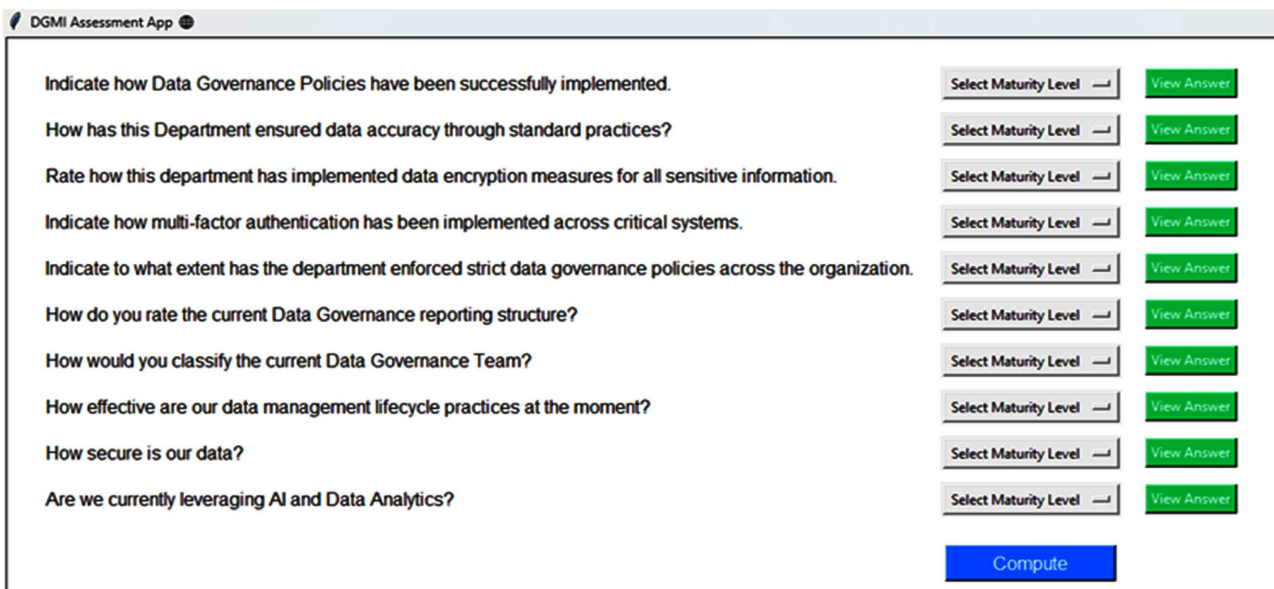 DGMI Assessment App
Indicate how Data Governance Policies have been successfully implemented. Select Maturity Level View Answer
How has this Department ensured data accuracy through standard practices? Select Maturity Level View Answer
Rate how this department has implemented data encryption measures for all sensitive information. Select Maturity Level View Answer
Indicate how multi-factor authentication has been implemented across critical systems. Select Maturity Level View Answer
Indicate to what extent has the department enforced strict data governance policies across the organization. Select Maturity Level View Answer
How do you rate the current Data Governance reporting structure? Select Maturity Level View Answer
How would you classify the current Data Governance Team? Select Maturity Level View Answer
How effective are our data management lifecycle practices at the moment? Select Maturity Level View Answer
How secure is our data? Select Maturity Level View Answer
Are we currently leveraging AI and Data Analytics? Select Maturity Level View Answer
Compute